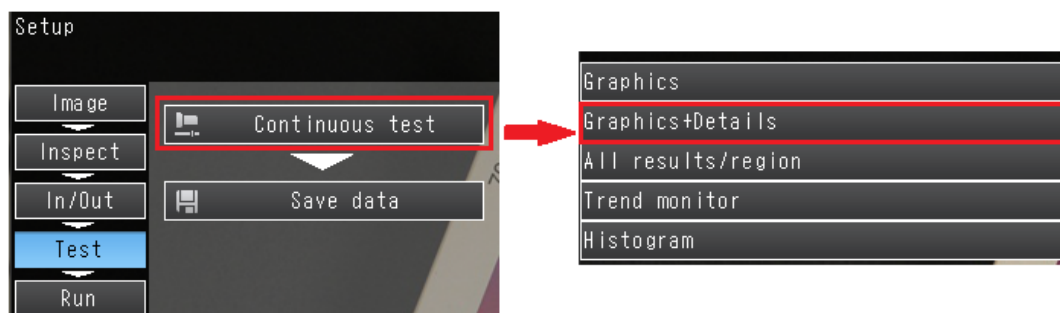 Setup
Image
Inspect
In/Out
Test
Run
Continuous test
Save data
Graphics
Graphics+Details
All results/region
Trend monitor
Histogram